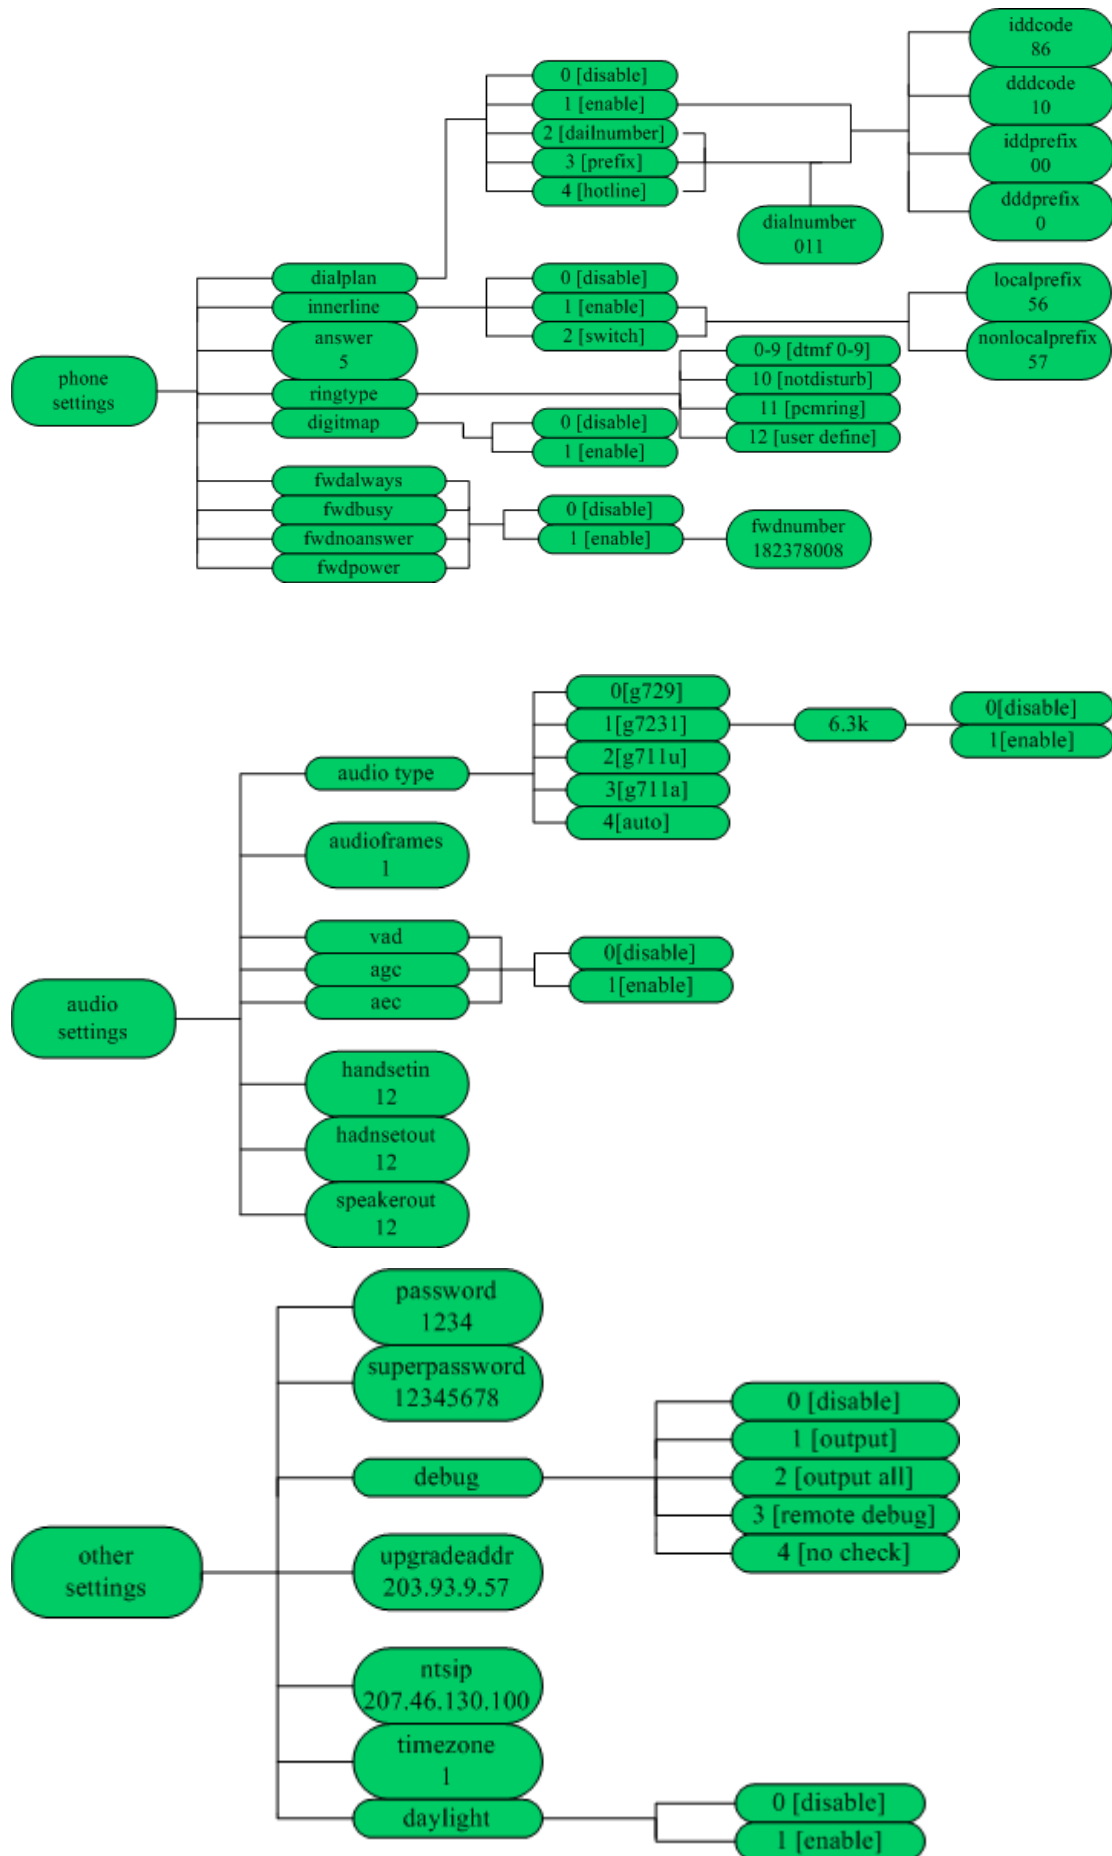 phone
settings
dialplan
innerline
answer
5
ringtype
digitmap
fwdalways
fwdbusy
fwdnoanswer
fwdpower
0 [disable]
1 [enable]
2 [dailnumber]
3 [prefix]
4 [hotline]
dialnumber
011
iddcode
86
dddcode
10
iddprefix
00
dddprefix
0
0 [disable]
1 [enable]
2 [switch]
localprefix
56
nonlocalprefix
57
0-9 [dtmf 0-9]
10 [notdisturb]
11 [pcmring]
12 [user define]
0 [disable]
1 [enable]
0 [disable]
1 [enable]
fwdnumber
182378008
audio
settings
audio type
0[g729]
1[g7231]
2[g711u]
3[g711a]
4[auto]
6.3k
0[disable]
1[enable]
audioframes
1
vad
agc
aec
0[disable]
1[enable]
handsetin
12
hadnsetout
12
speakerout
12
other
settings
password
1234
superpassword
12345678
debug
0 [disable]
1 [output]
2 [output all]
3 [remote debug]
4 [no check]
upgradeaddr
203.93.9.57
ntsip
207.46.130.100
timezone
1
daylight
0 [disable]
1 [enable]